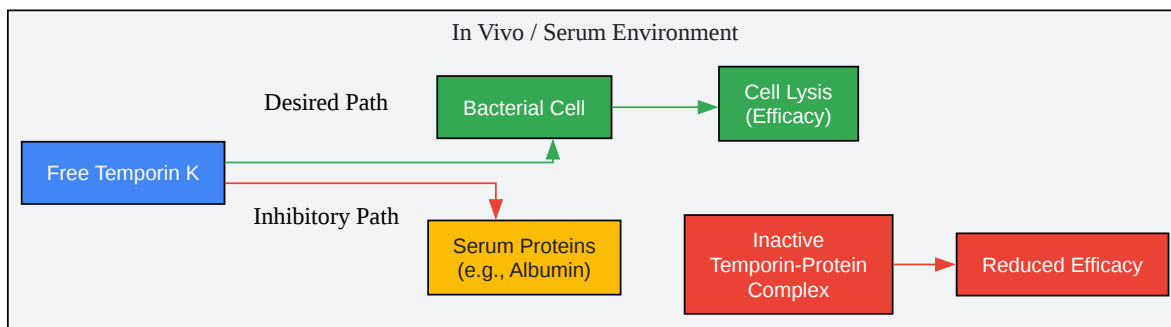 In Vivo / Serum Environment
Desired Path
Bacterial Cell
Cell Lysis
(Efficacy)
Free Temporin K
Inhibitory Path
Serum Proteins
(e.g., Albumin)
Inactive
Temporin-Protein
Complex
Reduced Efficacy